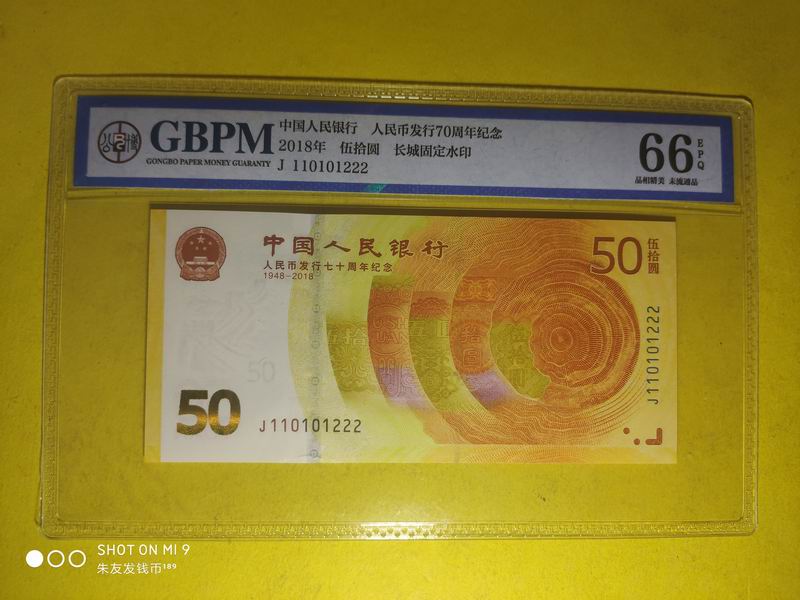 GBPM
GONGBO PAPER MONEY GUARANTY
中国人民银行 人民币发行70周年纪念
2018年 伍拾圆 长城固定水印
J 110101222
66 EPQ
品相精美 未流通品
中国人民银行
人民币发行七十周年纪念
1948-2018
50 伍拾圆
J110101222
50
50
J110101222
SHOT ON MI 9
朱友发钱币189